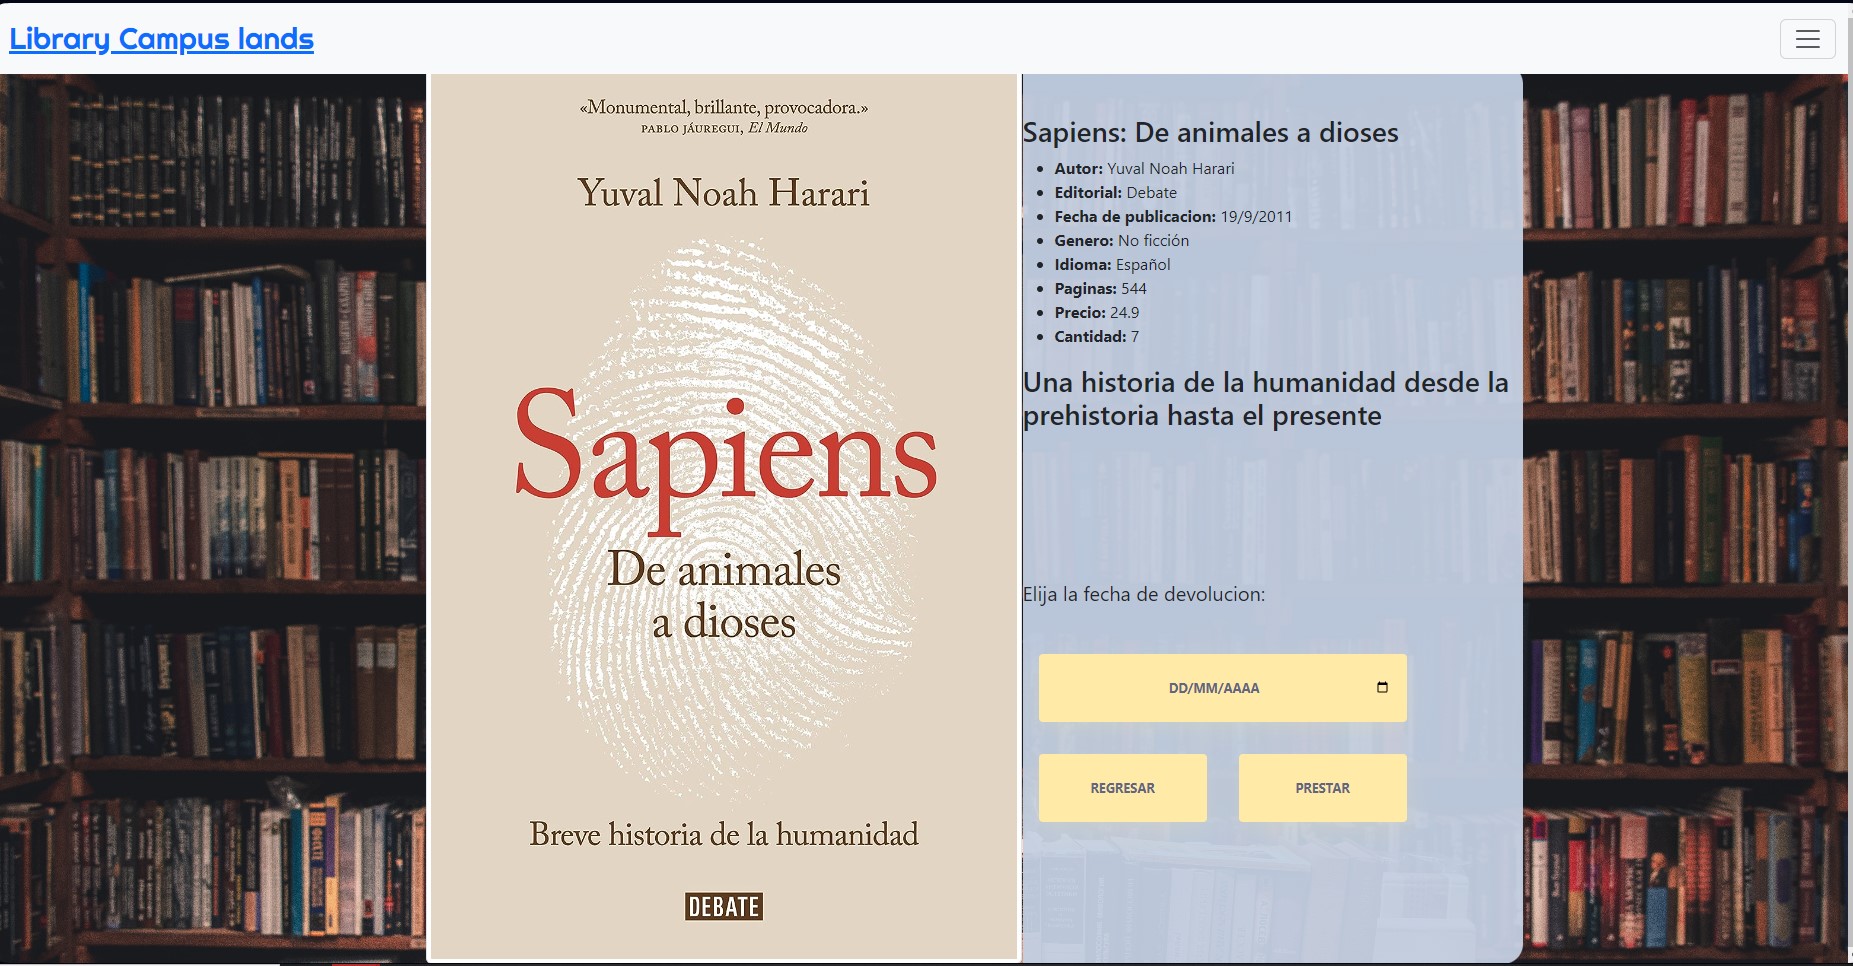 Library Campus lands
«Monumental, brillante, provocadora.»
PABLO JÁUREGUI, El Mundo
Yuval Noah Harari
Sapiens
De animales
a dioses
Breve historia de la humanidad
DEBATE
Sapiens: De animales a dioses
Autor: Yuval Noah Harari
Editorial: Debate
Fecha de publicacion: 19/9/2011
Genero: No ficción
Idioma: Español
Paginas: 544
Precio: 24.9
Cantidad: 7
Una historia de la humanidad desde la
prehistoria hasta el presente
Elija la fecha de devolucion:
DD/MM/AAAA
REGRESAR
PRESTAR